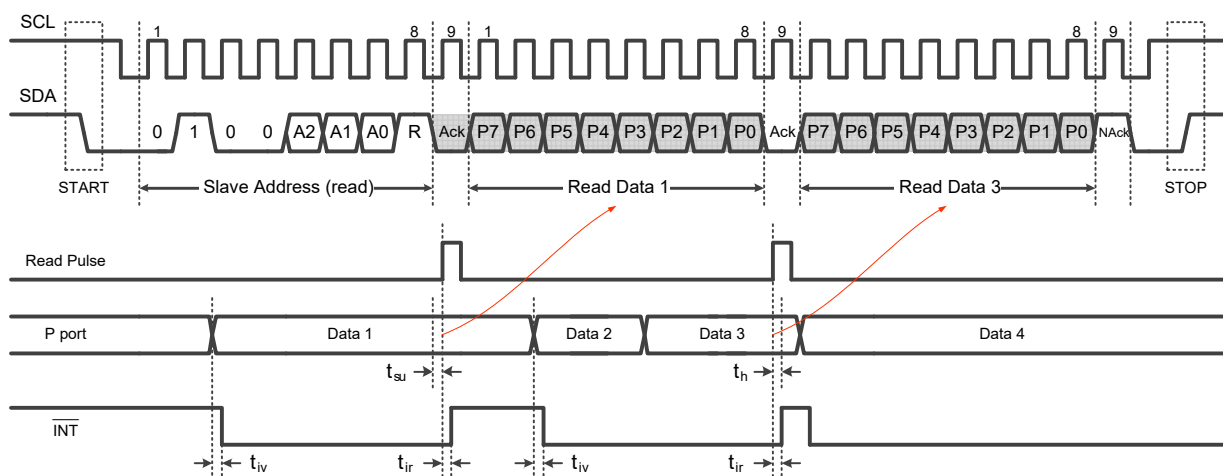 SCL
1 8 9 1 8 9 8 9
SDA
0 1 0 0 A2 A1 A0 R Ack P7 P6 P5 P4 P3 P2 P1 P0 Ack P7 P6 P5 P4 P3 P2 P1 P0 NAck
START Slave Address (read) Read Data 1 Read Data 3 STOP
Read Pulse
P port Data 1 Data 2 Data 3 Data 4
tsu th
INT
tiv tir tiv tir